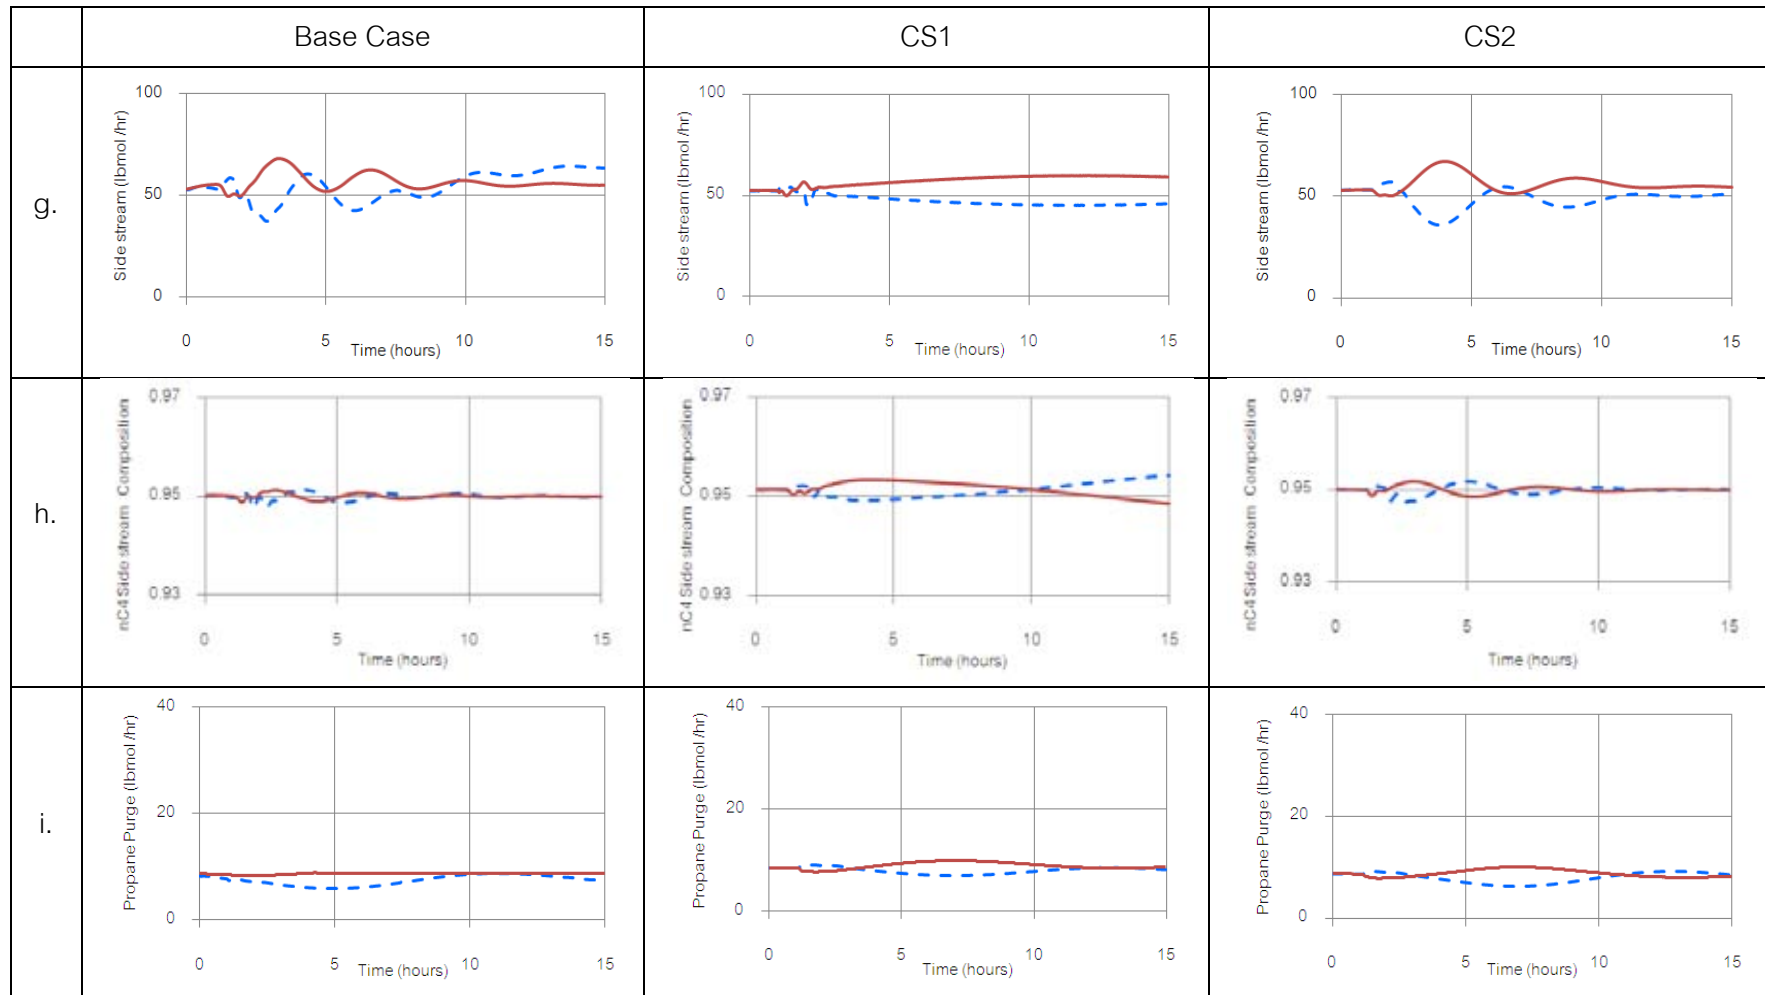 Base Case
CS1
CS2
g.
Side stream (lbmol /hr)
100
50
0
0
5
10
15
Time (hours)
Side stream (lbmol /hr)
100
50
0
0
5
10
15
Time (hours)
Side stream (lbmol /hr)
100
50
0
0
5
10
15
Time (hours)
h.
nC4 Side stream Composition
0.97
0.95
0.93
0
5
10
15
Time (hours)
nC4 Side stream Composition
0.97
0.95
0.93
0
5
10
15
Time (hours)
nC4 Side stream Composition
0.97
0.95
0.93
0
5
10
15
Time (hours)
i.
Propane Purge (lbmol /hr)
40
20
0
0
5
10
15
Time (hours)
Propane Purge (lbmol /hr)
40
20
0
0
5
10
15
Time (hours)
Propane Purge (lbmol /hr)
40
20
0
0
5
10
15
Time (hours)